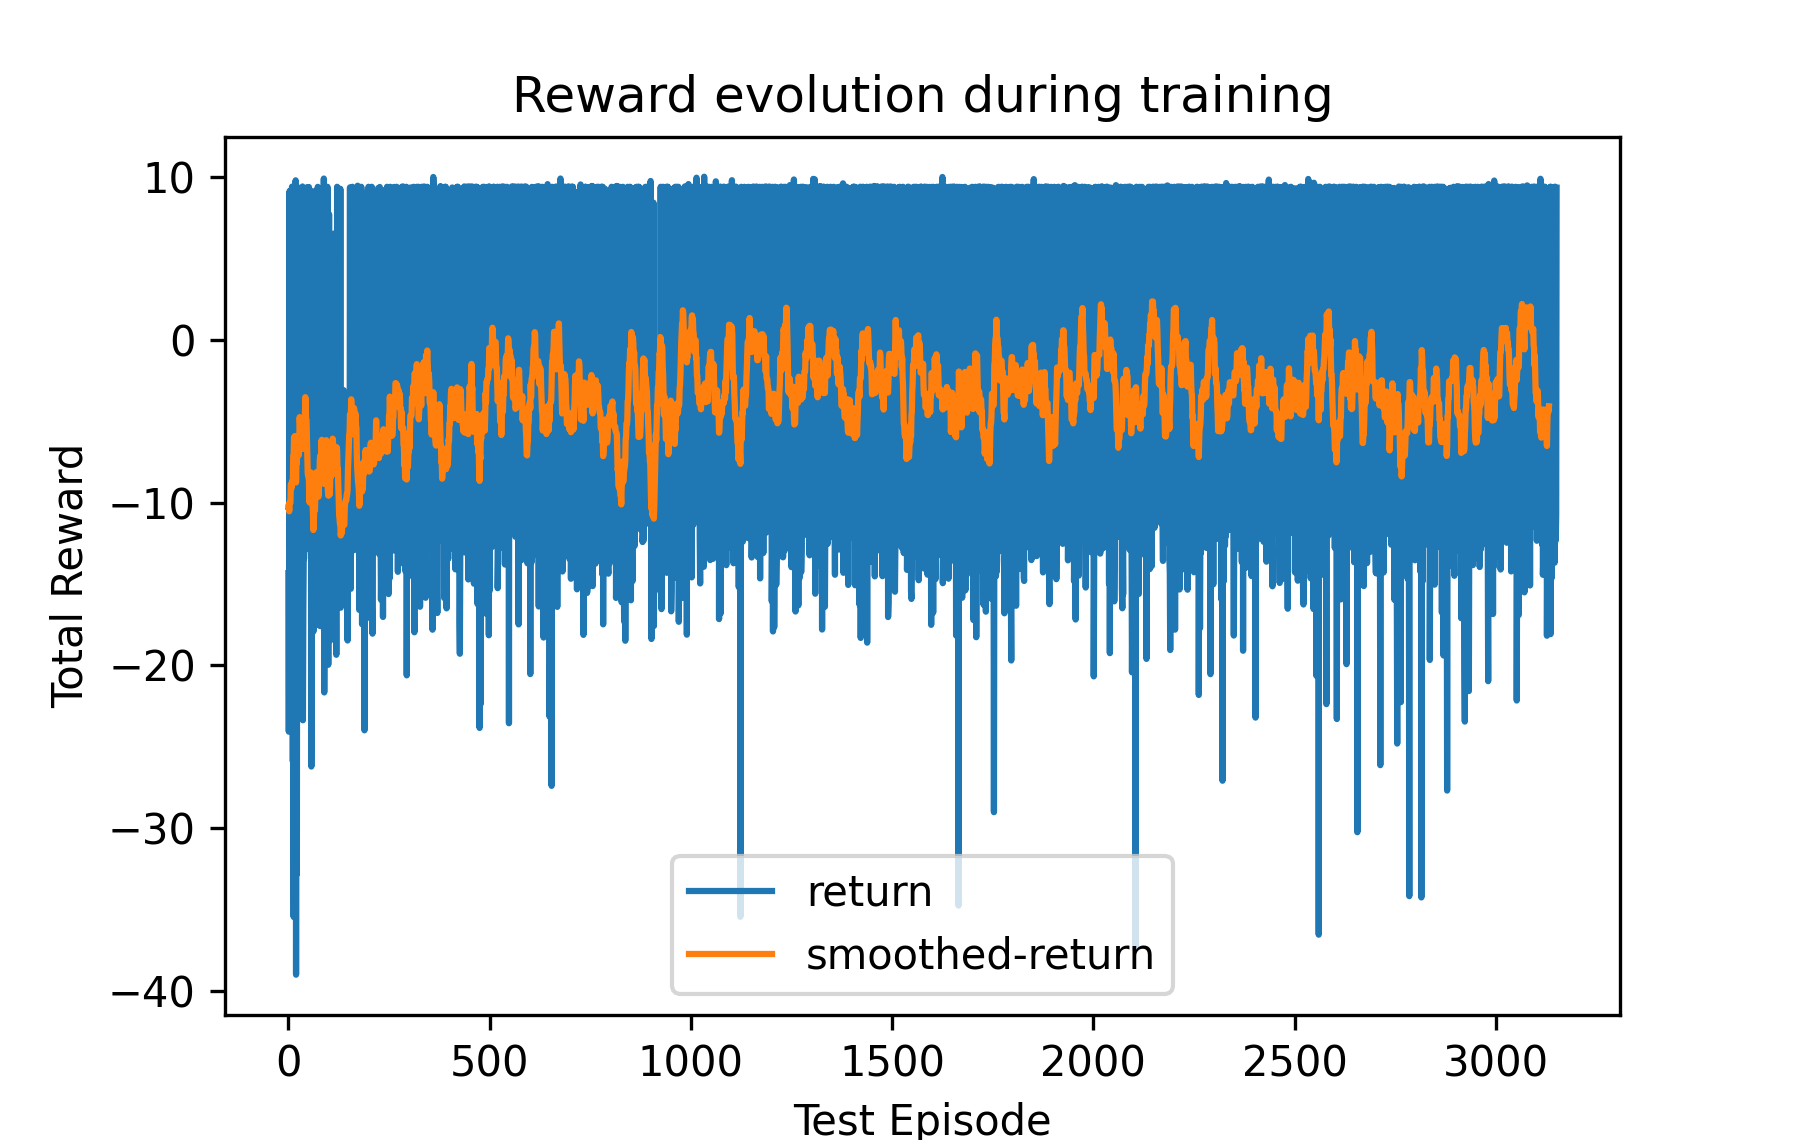 Reward evolution during training
Total Reward
10
0
−10
−20
−30
−40
return
smoothed-return
0 500 1000 1500 2000 2500 3000
Test Episode